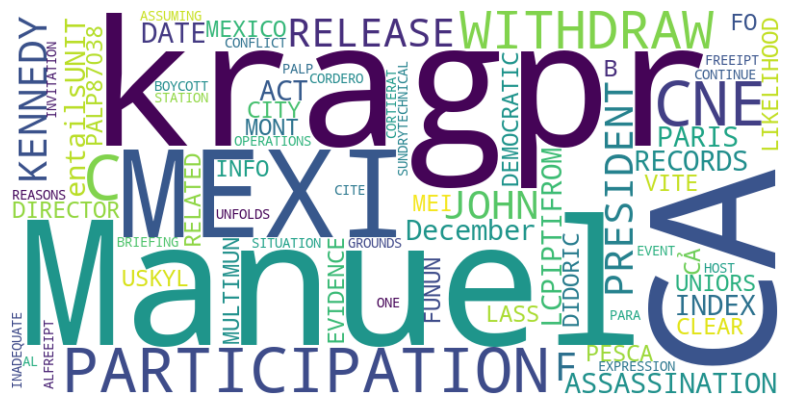 ASSUMING
KENNEDY
INVITATION
entails
UNIT
PALP87038
DATE
MEXICO
CONFLICT
RELEASE
WITHDRAW
FO
kragpr
BOYCOTT
STATION
PALP
CORDERO
ACT
CITY
MONT
OPERATIONS
CORTIERAT
SUNDRYTECHNICAL
DEMOCRATIC
B
CNE
FREEIPT
CONTINUE
LIKELIHOOD
PRESIDENT
PARIS
RECORDS
C
MEXI
INFO
CITE
JOHN
VITE
REASONS
DIRECTOR
RELATED
UNFOLDS
MEI
December
CA
BRIEFING
SITUATION
GROUNDS
Manuel
USKYL
MULTIMUN
EVIDENCE
ONE
FUNUN
LASS
LCPIPTIFROM
DIDORIC
PARA
EVENT
CÂ
HOST
UNIORS
INDEX
CLEAR
INADEQUATE
AL
ALFREEIPT
PARTICIPATION
F
PESCA
EXPRESSION
ASSASSINATION